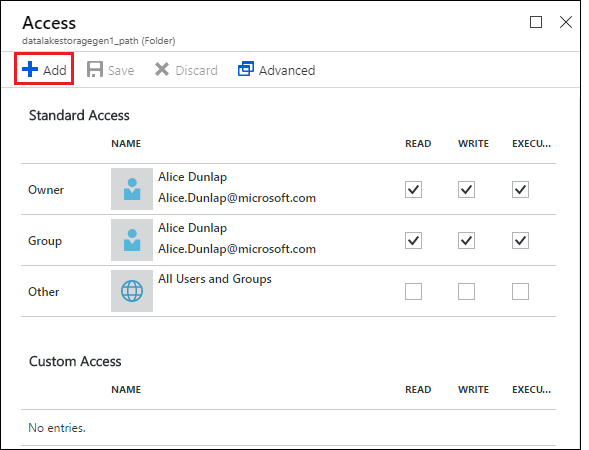 Access
datalakestoragegen1_path (Folder)
Add Save Discard Advanced
Standard Access
NAME READ WRITE EXECU...
Owner Alice Dunlap
Alice.Dunlap@microsoft.com
Group Alice Dunlap
Alice.Dunlap@microsoft.com
Other All Users and Groups
Custom Access
NAME READ WRITE EXECU...
No entries.